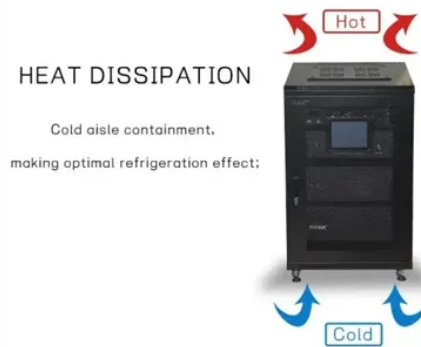 Hot
HEAT DISSIPATION
Cold aisle containment,
making optimal refrigeration effect;
Cold